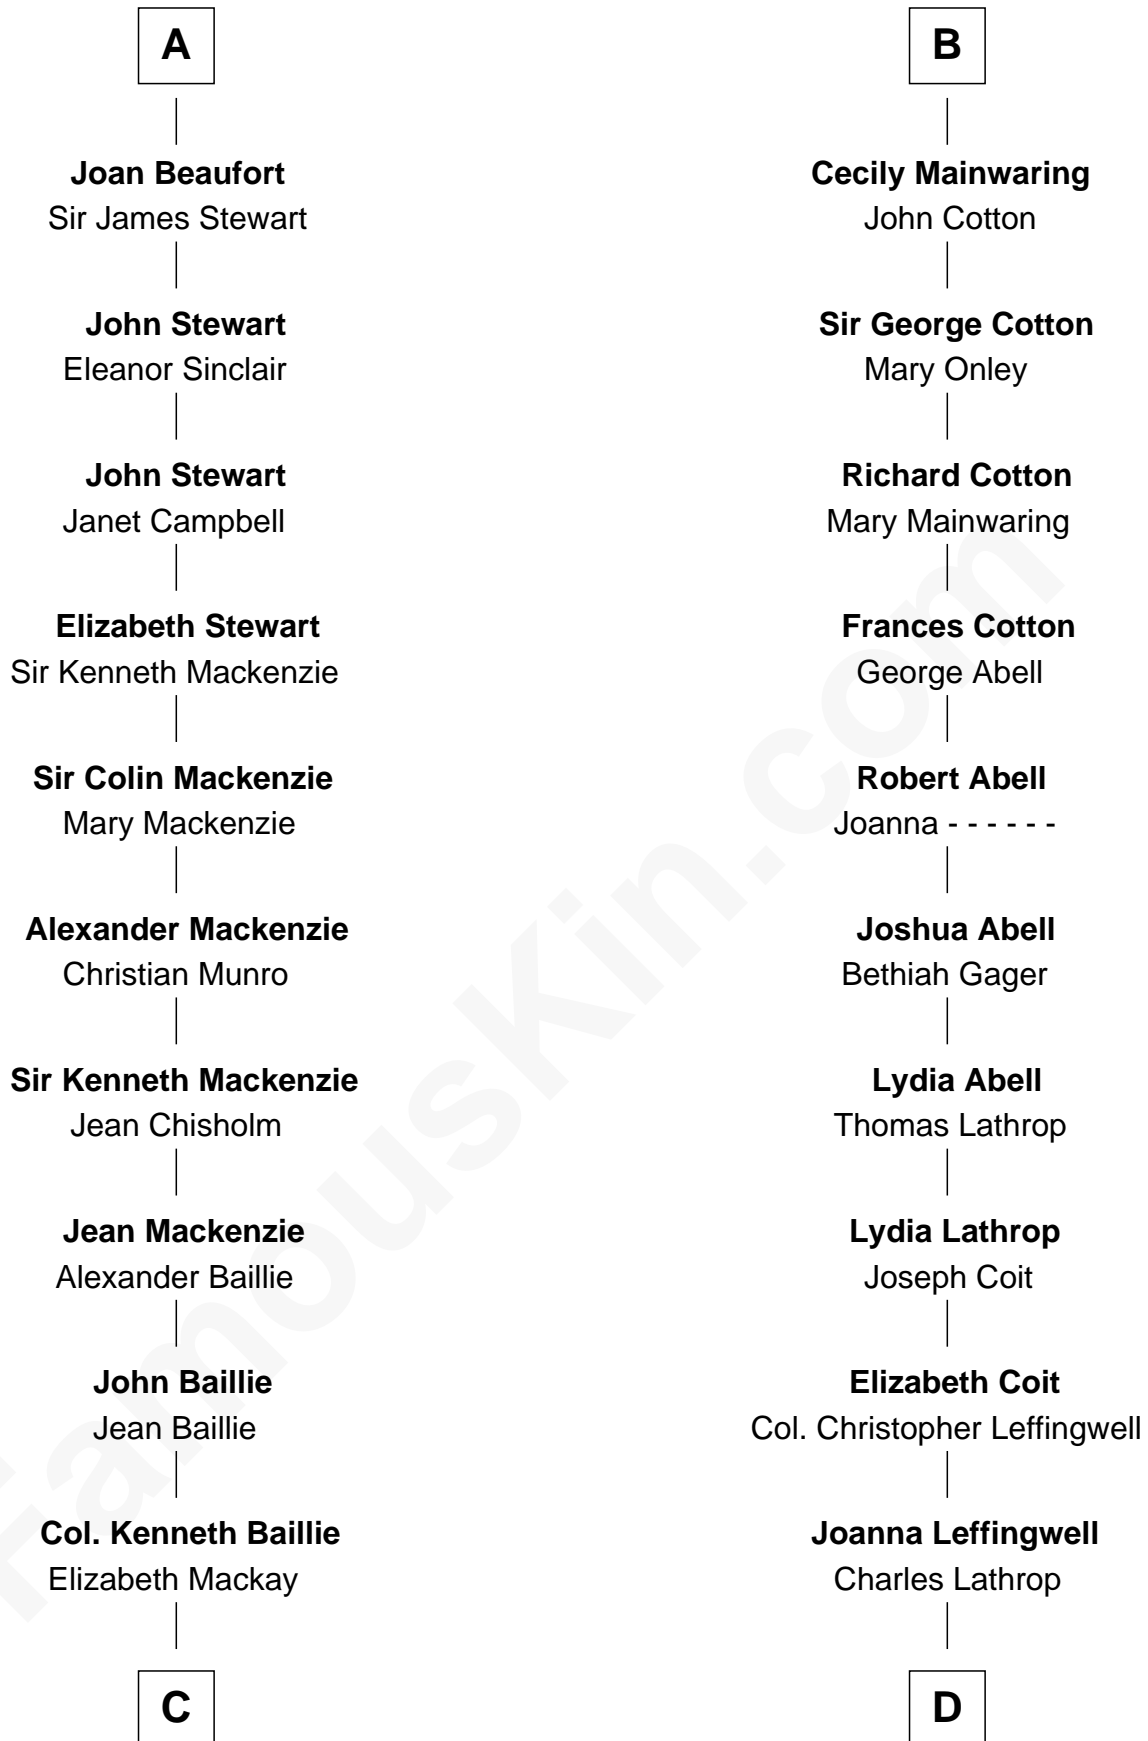 A
Joan Beaufort
Sir James Stewart
John Stewart
Eleanor Sinclair
John Stewart
Janet Campbell
Elizabeth Stewart
Sir Kenneth Mackenzie
Sir Colin Mackenzie
Mary Mackenzie
Alexander Mackenzie
Christian Munro
Sir Kenneth Mackenzie
Jean Chisholm
Jean Mackenzie
Alexander Baillie
John Baillie
Jean Baillie
Col. Kenneth Baillie
Elizabeth Mackay
C
B
Cecily Mainwaring
John Cotton
Sir George Cotton
Mary Onley
Richard Cotton
Mary Mainwaring
Frances Cotton
George Abell
Robert Abell
Joanna - - - - - -
Joshua Abell
Bethiah Gager
Lydia Abell
Thomas Lathrop
Lydia Lathrop
Joseph Coit
Elizabeth Coit
Col. Christopher Leffingwell
Joanna Leffingwell
Charles Lathrop
D
FamousKin.com